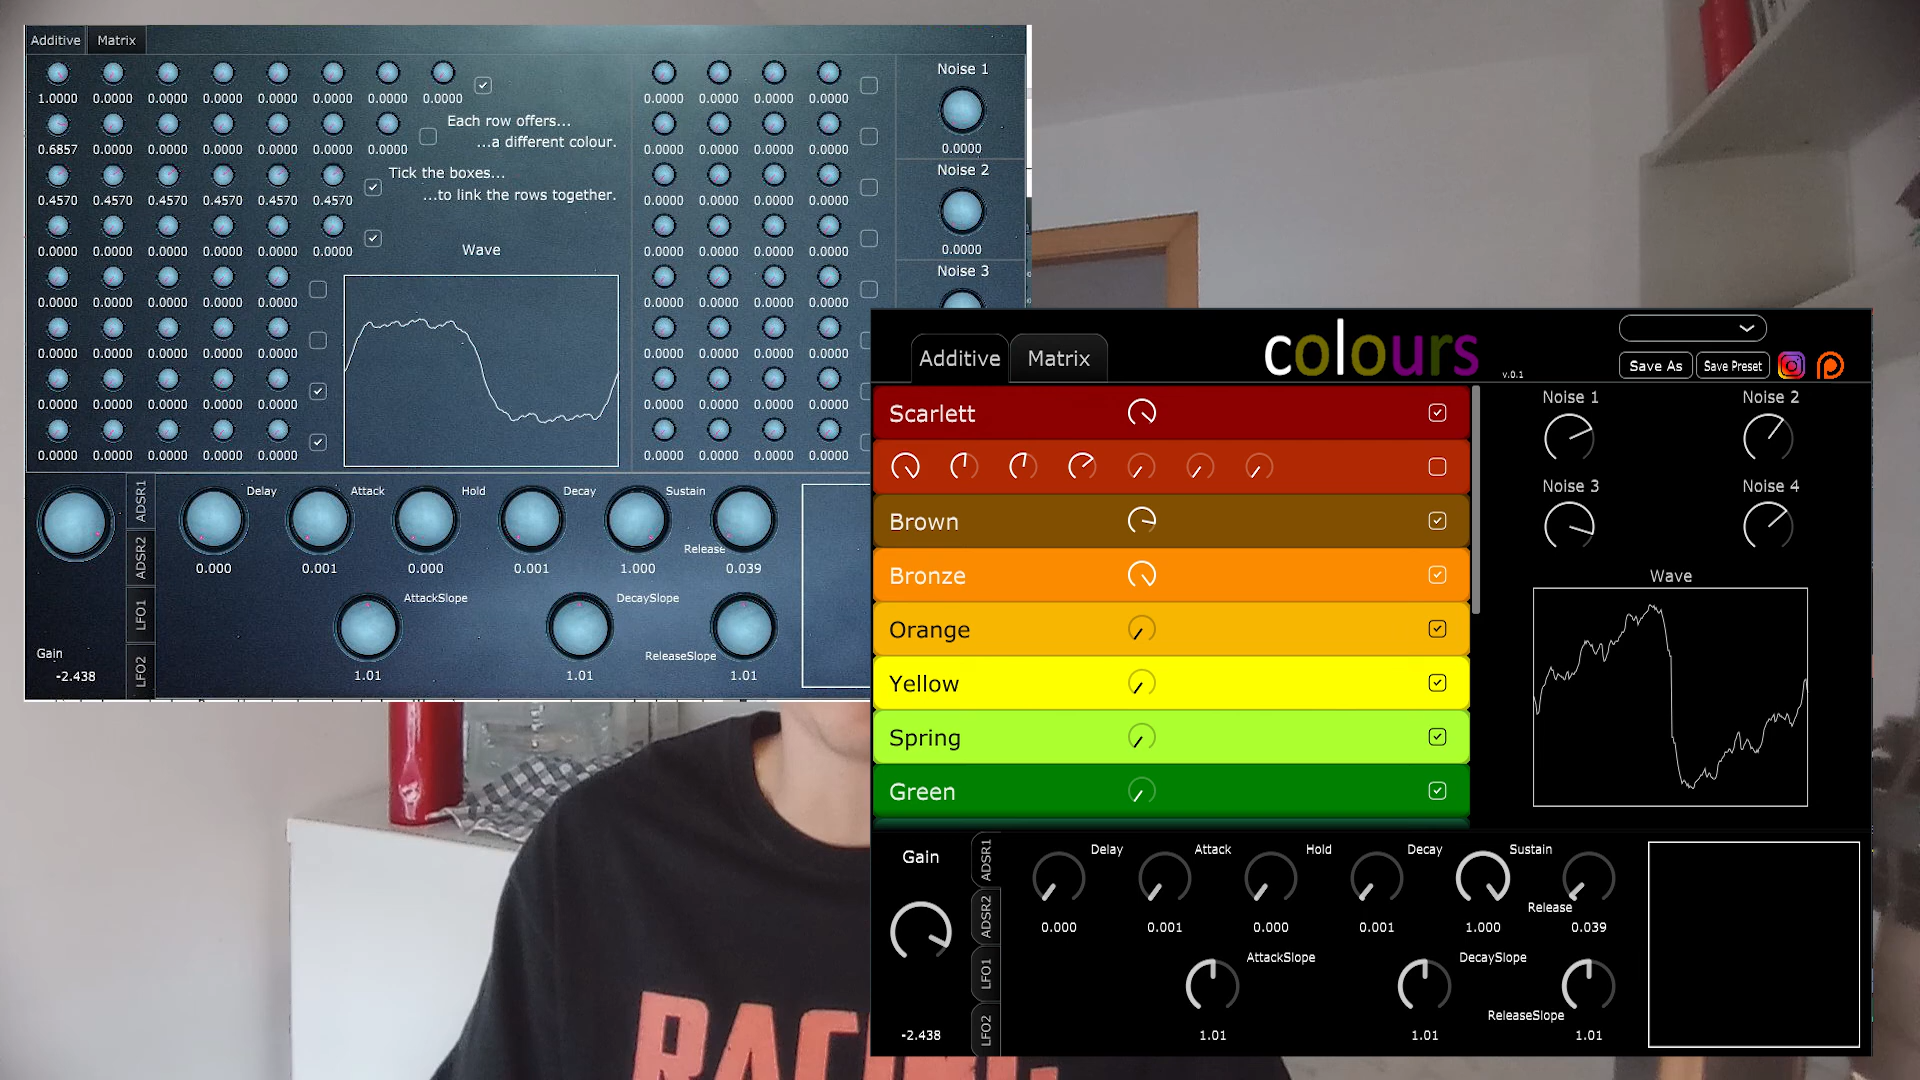 Additive Matrix
1.0000 0.0000 0.0000 0.0000 0.0000 0.0000 0.0000 0.0000
Each row offers...
0.6857 0.0000 0.0000 0.0000 0.0000 0.0000 0.0000
...a different colour.
Tick the boxes...
...to link the rows together.
0.4570 0.4570 0.4570 0.4570 0.4570 0.4570
0.0000 0.0000 0.0000 0.0000 0.0000 0.0000
Wave
0.0000 0.0000 0.0000 0.0000 0.0000
0.0000 0.0000 0.0000 0.0000 0.0000
0.0000 0.0000 0.0000 0.0000 0.0000
0.0000 0.0000 0.0000 0.0000 0.0000
0.0000 0.0000 0.0000 0.0000
0.0000 0.0000 0.0000 0.0000
0.0000 0.0000 0.0000 0.0000
0.0000 0.0000 0.0000 0.0000
0.0000 0.0000 0.0000 0.0000
0.0000 0.0000 0.0000 0.0000
0.0000 0.0000 0.0000 0.0000
0.0000 0.0000 0.0000 0.0000
Noise 1
0.0000
Noise 2
0.0000
Noise 3
Gain
-2.438
ADSR1
ADSR2
LFO1
LFO2
Delay Attack Hold Decay Sustain
Release
0.000 0.001 0.000 0.001 1.000 0.039
AttackSlope DecaySlope
ReleaseSlope
1.01 1.01 1.01
Additive Matrix
colours
v.0.1
Save As Save Preset
Scarlett
Brown
Bronze
Orange
Yellow
Spring
Green
Noise 1 Noise 2
Noise 3 Noise 4
Wave
Gain
-2.438
ADSR1
ADSR2
LFO1
LFO2
Delay Attack Hold Decay Sustain
Release
0.000 0.001 0.000 0.001 1.000 0.039
AttackSlope DecaySlope
ReleaseSlope
1.01 1.01 1.01